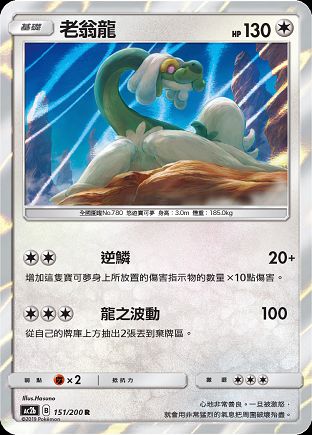 基礎 老翁龍 HP 130
全國圖鑑No.780 悠遊寶可夢 身高：3.0m 體重：185.0kg
逆鱗 20+
增加這隻寶可夢身上所放置的傷害指示物的數量×10點傷害。
龍之波動 100
從自己的牌庫上方抽出2張丟到棄牌區。
弱點 ×2 抵抗力 撤退
Illus.Hasuno
心地非常善良。一旦被激怒，
就會用非常猛烈的氣息把周圍破壞殆盡。
AC2b B 151/200 R
©2019 Pokémon